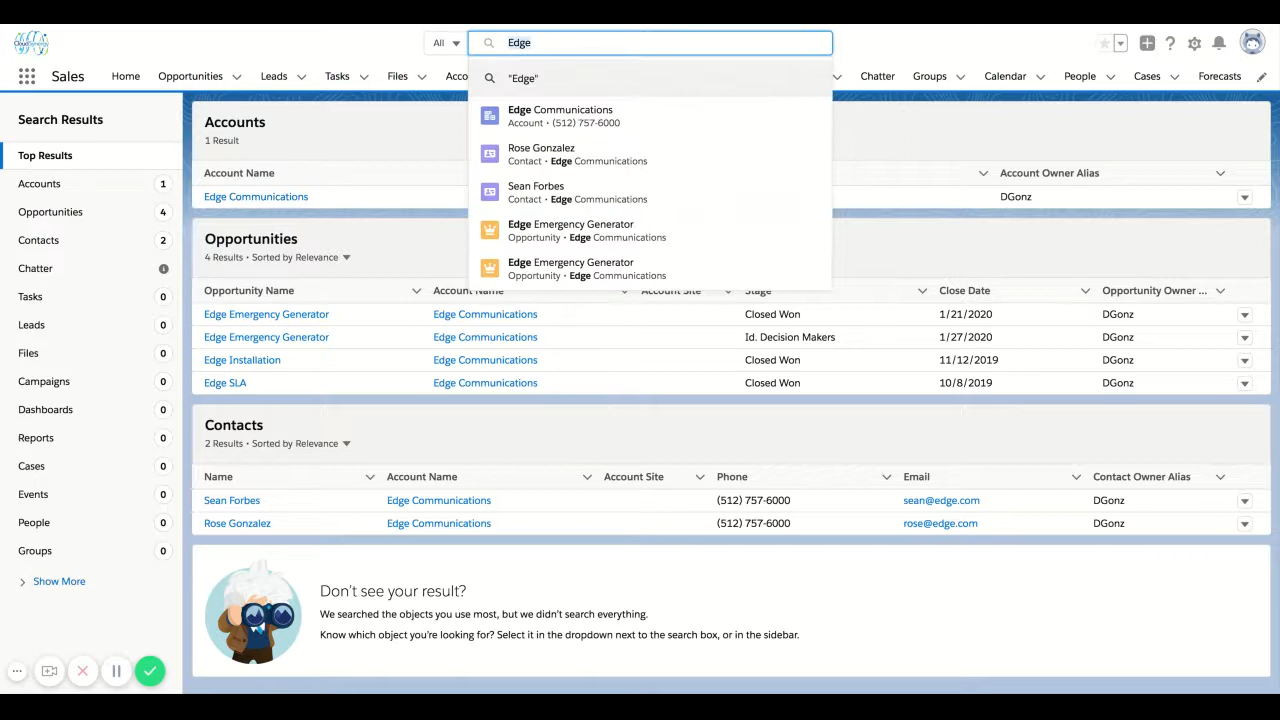 CloudSynergy
All
Edge
Sales
Home
Opportunities
Leads
Tasks
Files
Acco
Chatter
Groups
Calendar
People
Cases
Forecasts
"Edge"
Edge Communications
Account • (512) 757-6000
Rose Gonzalez
Contact • Edge Communications
Sean Forbes
Contact • Edge Communications
Edge Emergency Generator
Opportunity • Edge Communications
Edge Emergency Generator
Opportunity • Edge Communications
Search Results
Top Results
Accounts 1
Opportunities 4
Contacts 2
Chatter
Tasks 0
Leads 0
Files 0
Campaigns 0
Dashboards 0
Reports 0
Cases 0
Events 0
People 0
Groups 0
Show More
Accounts
1 Result
Account Name Account Owner Alias
Edge Communications DGonz
Opportunities
4 Results • Sorted by Relevance
Opportunity Name Account Name Account Site Stage Close Date Opportunity Owner ...
Edge Emergency Generator Edge Communications Closed Won 1/21/2020 DGonz
Edge Emergency Generator Edge Communications Id. Decision Makers 1/27/2020 DGonz
Edge Installation Edge Communications Closed Won 11/12/2019 DGonz
Edge SLA Edge Communications Closed Won 10/8/2019 DGonz
Contacts
2 Results • Sorted by Relevance
Name Account Name Account Site Phone Email Contact Owner Alias
Sean Forbes Edge Communications (512) 757-6000 sean@edge.com DGonz
Rose Gonzalez Edge Communications (512) 757-6000 rose@edge.com DGonz
Don't see your result?
We searched the objects you use most, but we didn't search everything.
Know which object you're looking for? Select it in the dropdown next to the search box, or in the sidebar.